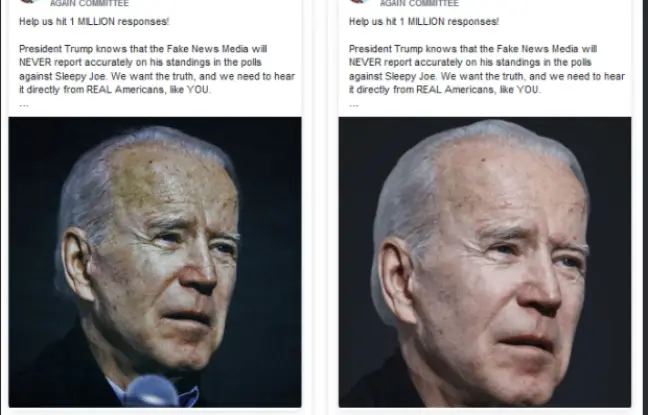 AGAIN COMMITTEE
Help us hit 1 MILLION responses!
President Trump knows that the Fake News Media will
NEVER report accurately on his standings in the polls
against Sleepy Joe. We want the truth, and we need to hear
it directly from REAL Americans, like YOU.
...
AGAIN COMMITTEE
Help us hit 1 MILLION responses!
President Trump knows that the Fake News Media will
NEVER report accurately on his standings in the polls
against Sleepy Joe. We want the truth, and we need to hear
it directly from REAL Americans, like YOU.
...